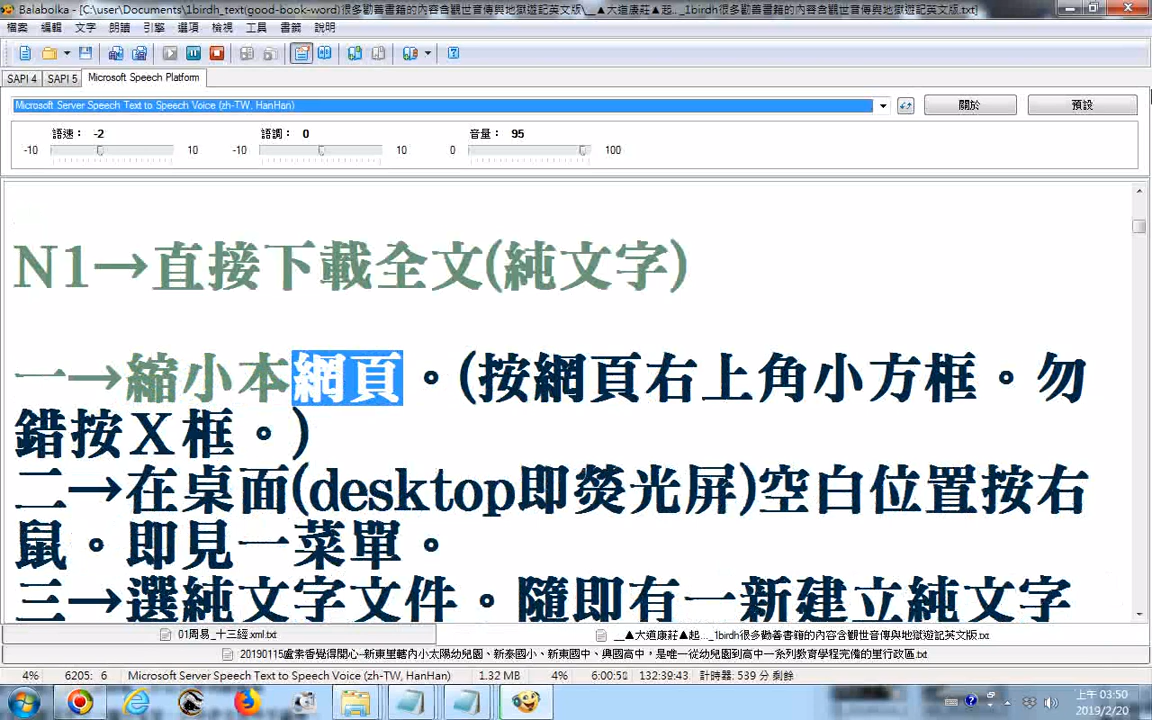 Balabolka - [C:\user\Documents\1birdh_text(good-book-word)很多勸善書籍的內容含觀世音傳與地獄遊記英文版\__▲大道康莊▲起..._1birdh很多勸善書籍的內容含觀世音傳與地獄遊記英文版.txt]
檔案 編輯 文字 朗讀 引擎 選項 檢視 工具 書籤 說明
SAPI 4 SAPI 5 Microsoft Speech Platform
Microsoft Server Speech Text to Speech Voice (zh-TW, HanHan) 關於 預設
語速： -2 語調： 0 音量： 95
-10 10 -10 10 0 100
N1→直接下載全文(純文字)
一→縮小本網頁。(按網頁右上角小方框。勿
錯按Ｘ框。)
二→在桌面(desktop即熒光屏)空白位置按右
鼠。即見一菜單。
三→選純文字文件。隨即有一新建立純文字
01周易_十三經.xml.txt __▲大道康莊▲起..._1birdh很多勸善書籍的內容含觀世音傳與地獄遊記英文版.txt
20190115盧素香覺得開心─新東里轄內小太陽幼兒園、新泰國小、新東國中、興國高中，是唯一從幼兒園到高中一系列教育學程完備的里行政區.txt
4% 6205: 6 Microsoft Server Speech Text to Speech Voice (zh-TW, HanHan) 1.32 MB 4% 6:00:51 132:39:43 計時器: 539 分 剩餘
上午 03:50
2019/2/20